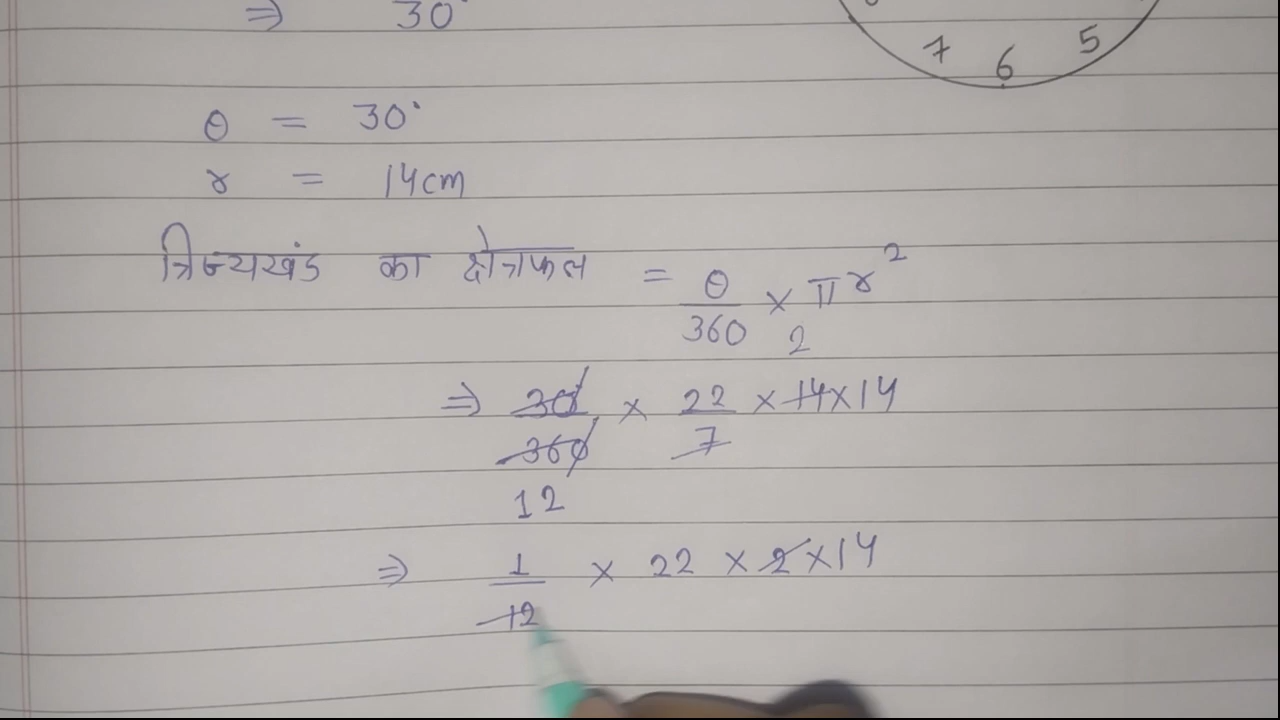 ⇒ 30°
7 6 5
θ = 30°
r = 14cm
त्रिज्यखंड का क्षेत्रफल = θ/360 × πr²
2
⇒ 30/360 × 22/7 × 14×14
12
⇒ 1/12 × 22 × 2×14